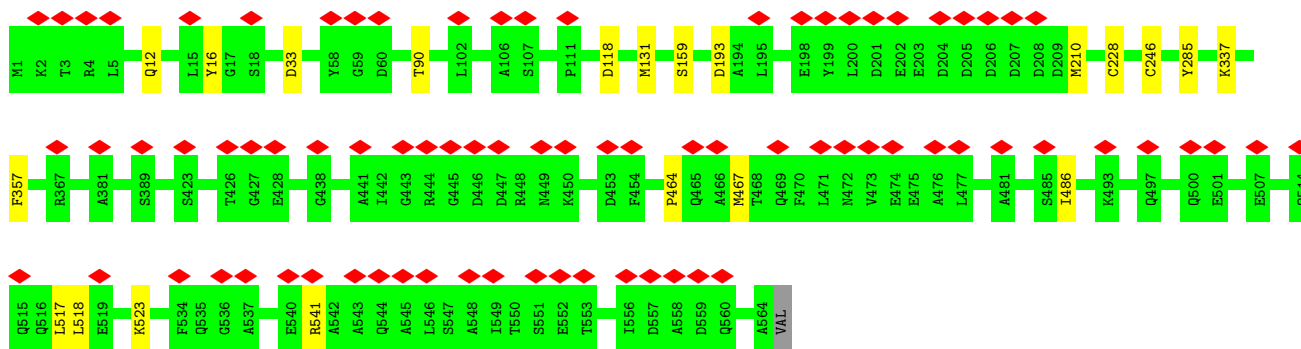 M1 K2 T3 R4 L5 Q12 L15 Y16 G17 S18 D33 Y58 G59 D60 T90 L102 A106 S107 P111 D118 M131 S159 D193 A194 L195 E198 Y199 L200 D201 E202 E203 D204 D205 D206 D207 D208 D209 M210 C228 C246 Y285 K337
F357 R367 A381 S389 S423 T426 G427 E428 G438 A441 I442 G443 R444 G445 D446 D447 R448 N449 K450 D453 F454 P464 Q465 A466 M467 T468 Q469 F470 L471 N472 V473 E474 E475 A476 L477 A481 S485 I486 K493 Q497 Q500 E501 E507
Q515 Q516 L517 L518 E519 K523 F534 Q535 G536 A537 E540 R541 A542 A543 Q544 A545 L546 S547 A548 I549 T550 S551 E552 T553 I556 D557 A558 D559 Q560 A564 VAL